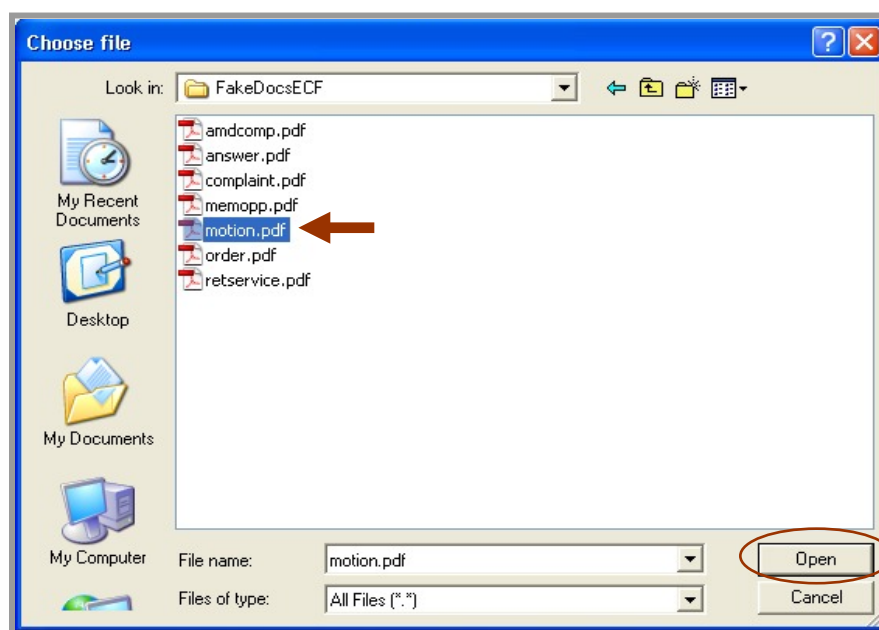 Choose file
Look in:
FakeDocsECF
My Recent
Documents
Desktop
My Documents
My Computer
amdcomp.pdf
answer.pdf
complaint.pdf
memopp.pdf
motion.pdf
order.pdf
retservice.pdf
File name:
motion.pdf
Open
Files of type:
All Files (*.*)
Cancel